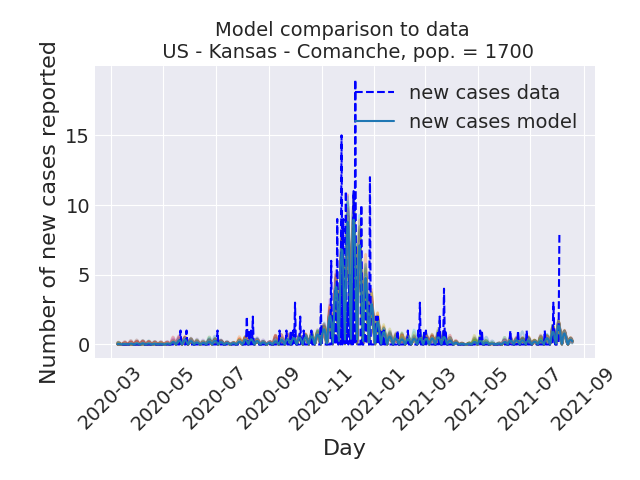 Model comparison to data
US - Kansas - Comanche, pop. = 1700
new cases data
new cases model
Number of new cases reported
15
10
5
0
2020-03
2020-05
2020-07
2020-09
2020-11
2021-01
2021-03
2021-05
2021-07
2021-09
Day